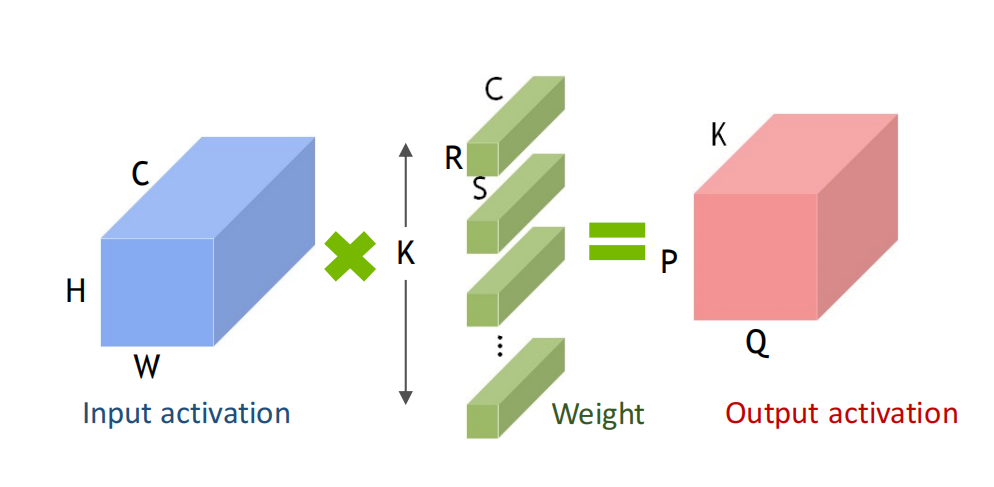 C
H
W
Input activation
K
C
R
S
...
Weight
K
P
Q
Output activation